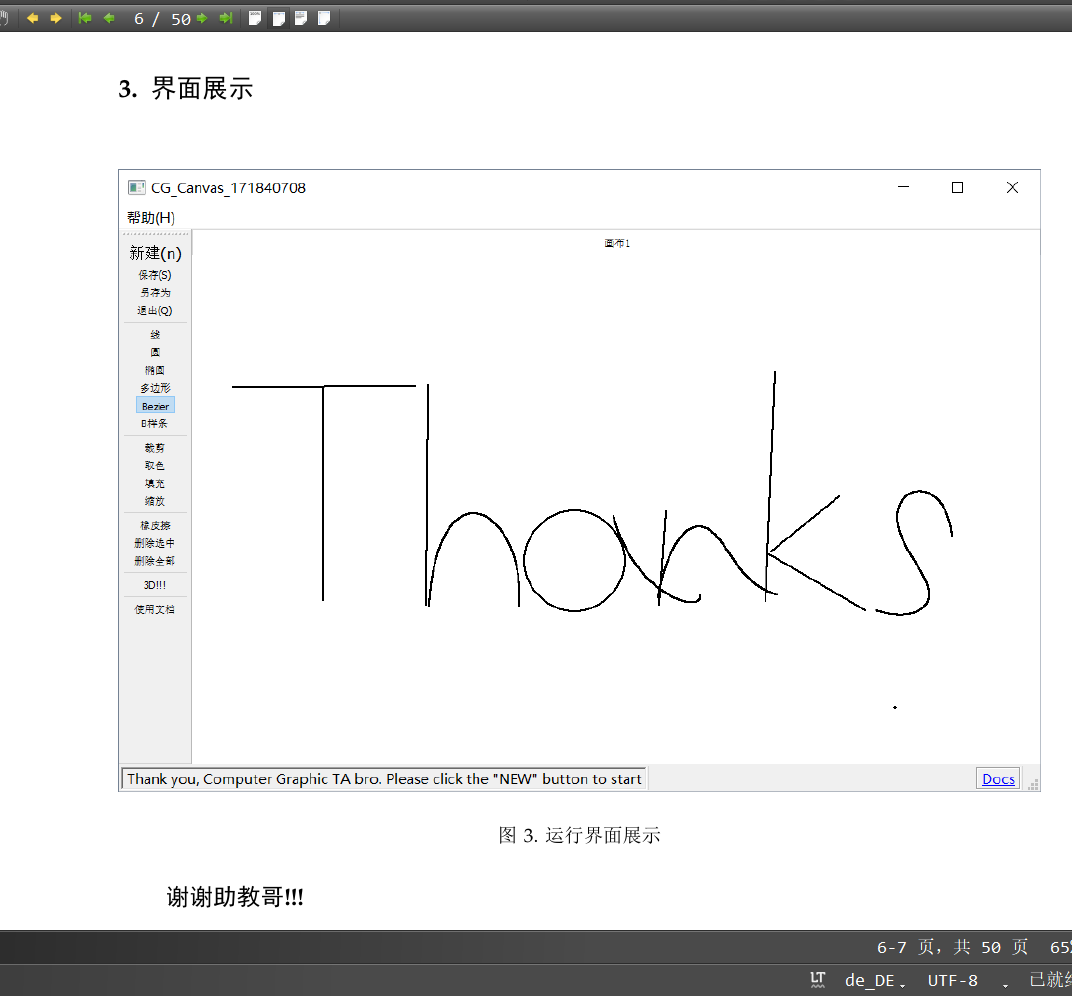 6 / 50
3. 界面展示
CG_Canvas_171840708
帮助(H)
画布1
新建(n)
保存(S)
另存为
退出(Q)
线
圆
椭圆
多边形
Bezier
B样条
裁剪
取色
填充
缩放
橡皮擦
删除选中
删除全部
3D!!!
使用文档
Thanks
Thank you, Computer Graphic TA bro. Please click the "NEW" button to start
Docs
图 3. 运行界面展示
谢谢助教哥!!!
6-7 页，共 50 页 65%
LT de_DE UTF-8 已就绪